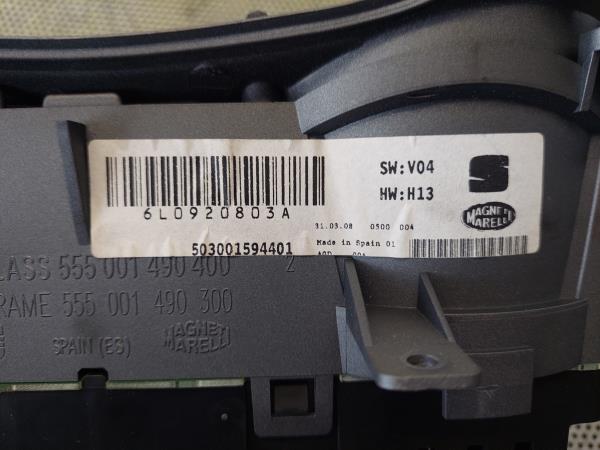 6L0920803A
503001594401
SW:V04
HW:H13
MAGNETI
MARELLI
31.03.08 0500 004
Made in Spain 01
LASS 555 001 490 400 2
RAME 555 001 490 300
SPAIN (ES)
MAGNETI
MARELLI